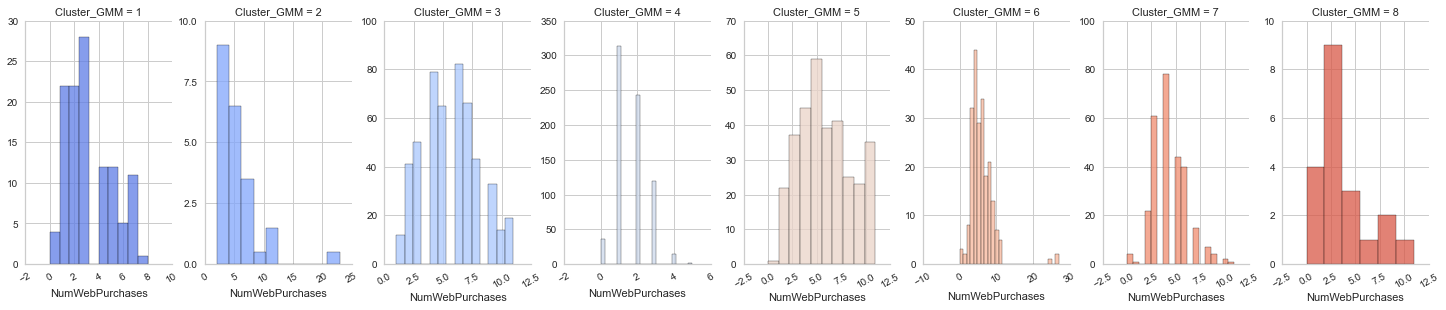 Cluster_GMM = 1 Cluster_GMM = 2 Cluster_GMM = 3 Cluster_GMM = 4 Cluster_GMM = 5 Cluster_GMM = 6 Cluster_GMM = 7 Cluster_GMM = 8
30 25 20 15 10 5 0
−2 0 2 4 6 8 10
NumWebPurchases
10.0 7.5 5.0 2.5 0.0
0 5 10 15 20 25
NumWebPurchases
100 80 60 40 20 0
0.0 2.5 5.0 7.5 10.0 12.5
NumWebPurchases
350 300 250 200 150 100 50 0
−2 0 2 4 6
NumWebPurchases
70 60 50 40 30 20 10 0
−2.5 0.0 2.5 5.0 7.5 10.0 12.5
NumWebPurchases
50 40 30 20 10 0
−10 0 10 20 30
NumWebPurchases
100 80 60 40 20 0
−2.5 0.0 2.5 5.0 7.5 10.0 12.5
NumWebPurchases
10 8 6 4 2 0
−2.5 0.0 2.5 5.0 7.5 10.0 12.5
NumWebPurchases